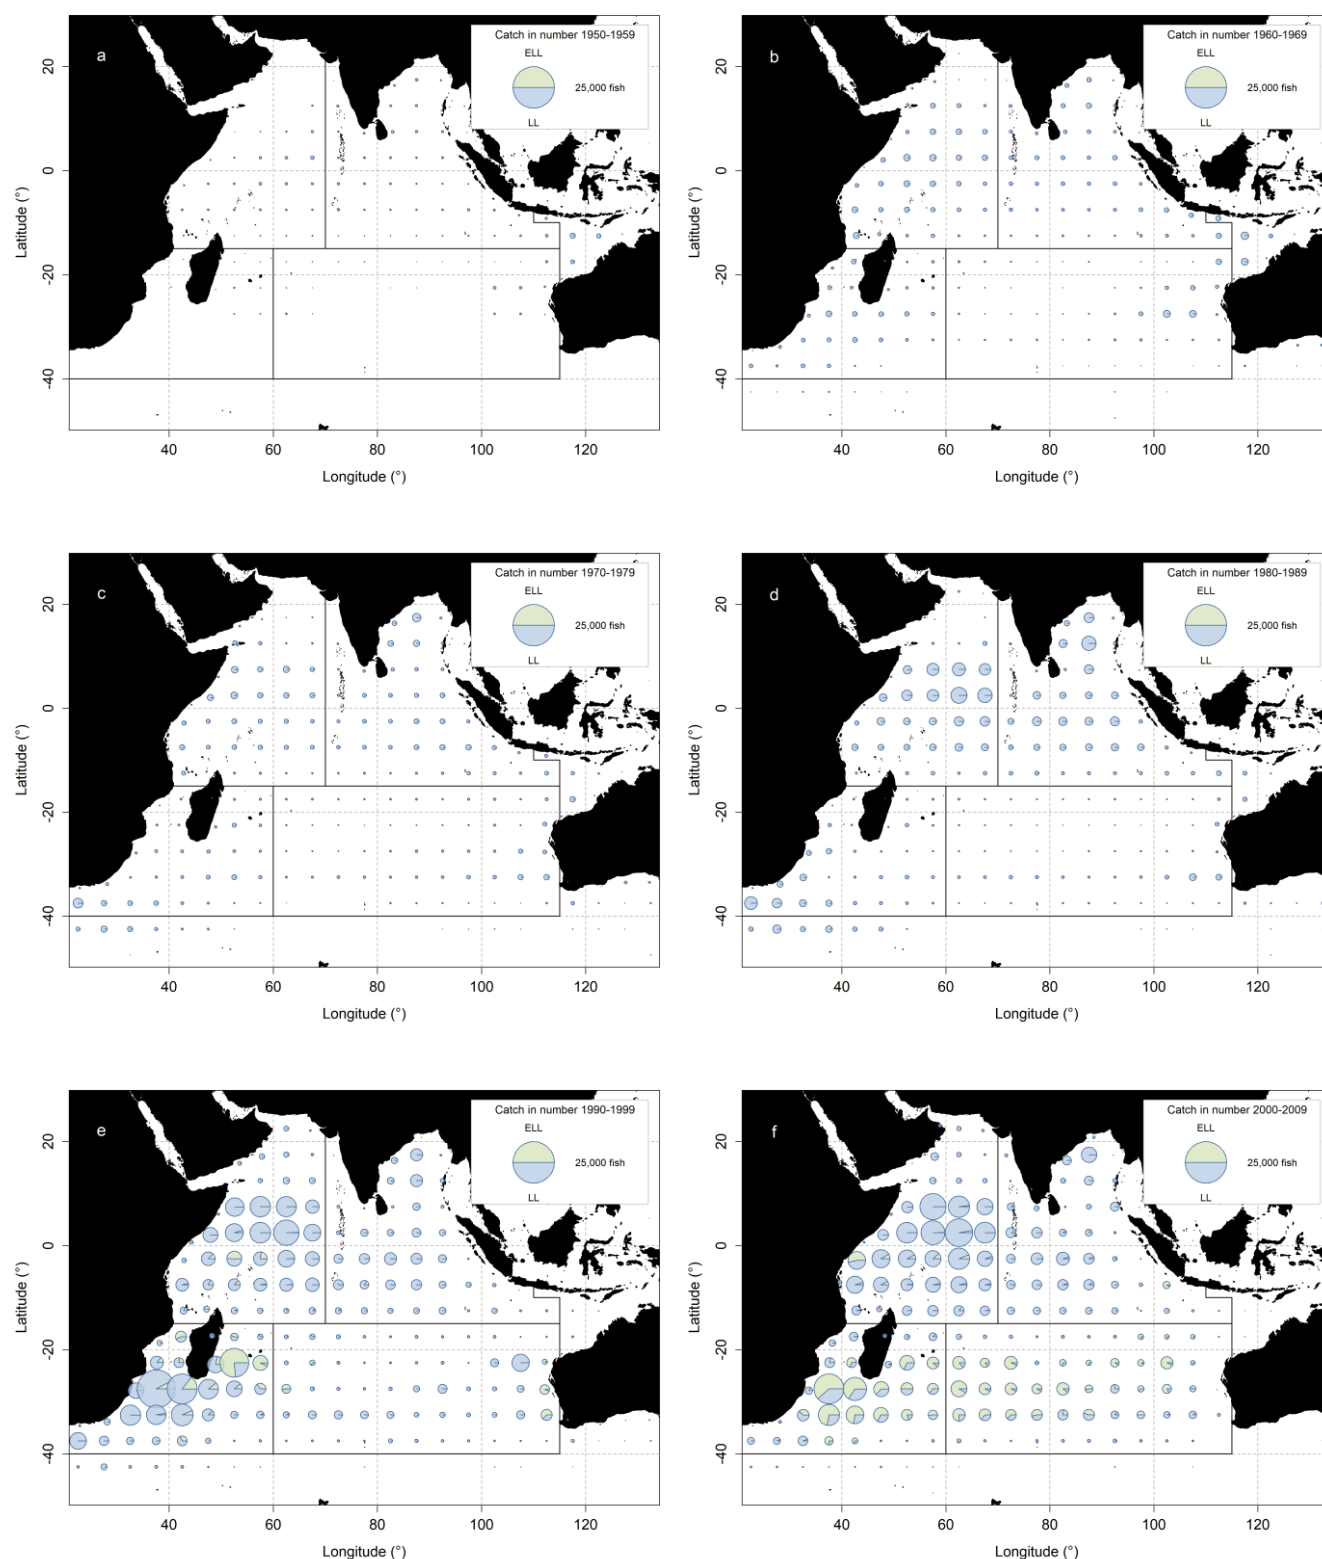 a
Catch in number 1950-1959
ELL
25,000 fish
LL
20
0
-20
-40
Latitude (°)
40
60
80
100
120
Longitude (°)
b
Catch in number 1960-1969
ELL
25,000 fish
LL
20
0
-20
-40
Latitude (°)
40
60
80
100
120
Longitude (°)
c
Catch in number 1970-1979
ELL
25,000 fish
LL
20
0
-20
-40
Latitude (°)
40
60
80
100
120
Longitude (°)
d
Catch in number 1980-1989
ELL
25,000 fish
LL
20
0
-20
-40
Latitude (°)
40
60
80
100
120
Longitude (°)
e
Catch in number 1990-1999
ELL
25,000 fish
LL
20
0
-20
-40
Latitude (°)
40
60
80
100
120
Longitude (°)
f
Catch in number 2000-2009
ELL
25,000 fish
LL
20
0
-20
-40
Latitude (°)
40
60
80
100
120
Longitude (°)